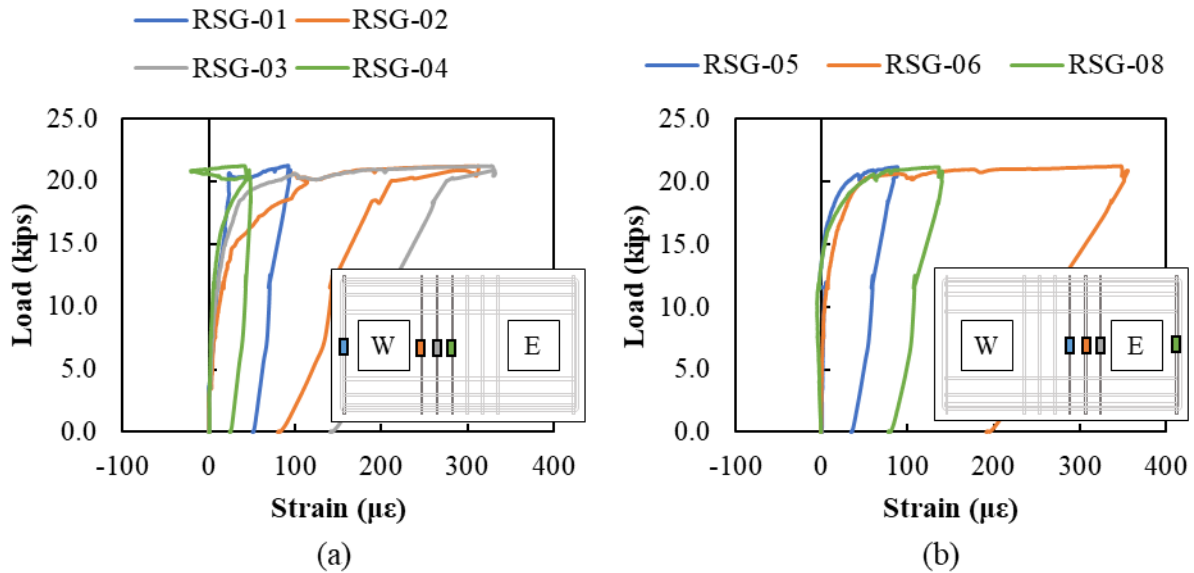 RSG-01 RSG-02
RSG-03 RSG-04
25.0
20.0
15.0
10.0
5.0
0.0
Load (kips)
-100 0 100 200 300 400
Strain (με)
W E
(a)
RSG-05 RSG-06 RSG-08
25.0
20.0
15.0
10.0
5.0
0.0
Load (kips)
-100 0 100 200 300 400
Strain (με)
W E
(b)